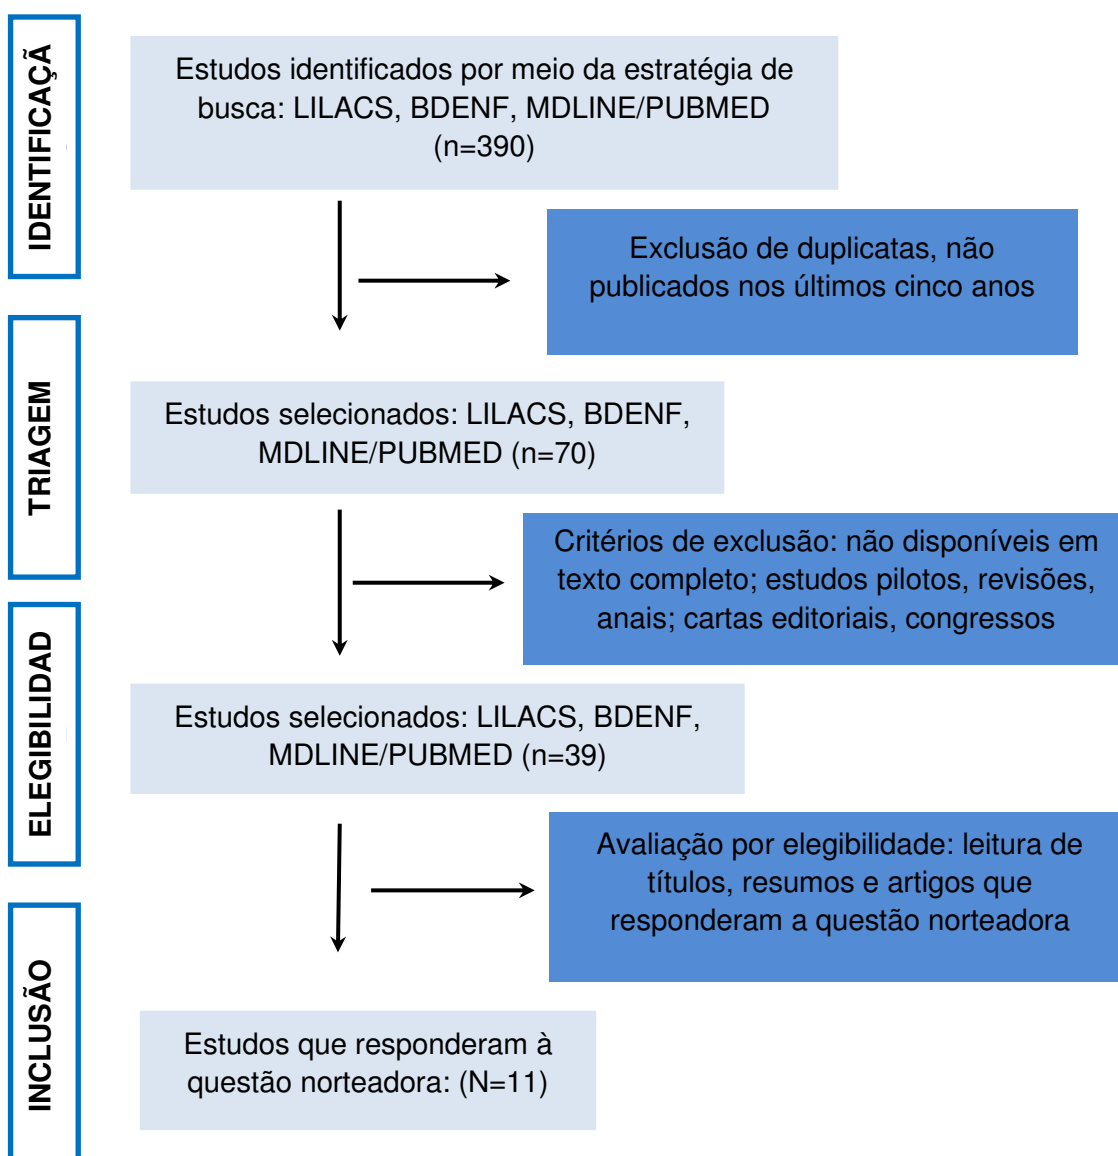 IDENTIFICAÇÃ
Estudos identificados por meio da estratégia de
busca: LILACS, BDENF, MDLINE/PUBMED
(n=390)
Exclusão de duplicatas, não
publicados nos últimos cinco anos
TRIAGEM
Estudos selecionados: LILACS, BDENF,
MDLINE/PUBMED (n=70)
Critérios de exclusão: não disponíveis em
texto completo; estudos pilotos, revisões,
anais; cartas editoriais, congressos
ELEGIBILIDAD
Estudos selecionados: LILACS, BDENF,
MDLINE/PUBMED (n=39)
Avaliação por elegibilidade: leitura de
títulos, resumos e artigos que
responderam a questão norteadora
INCLUSÃO
Estudos que responderam à
questão norteadora: (N=11)